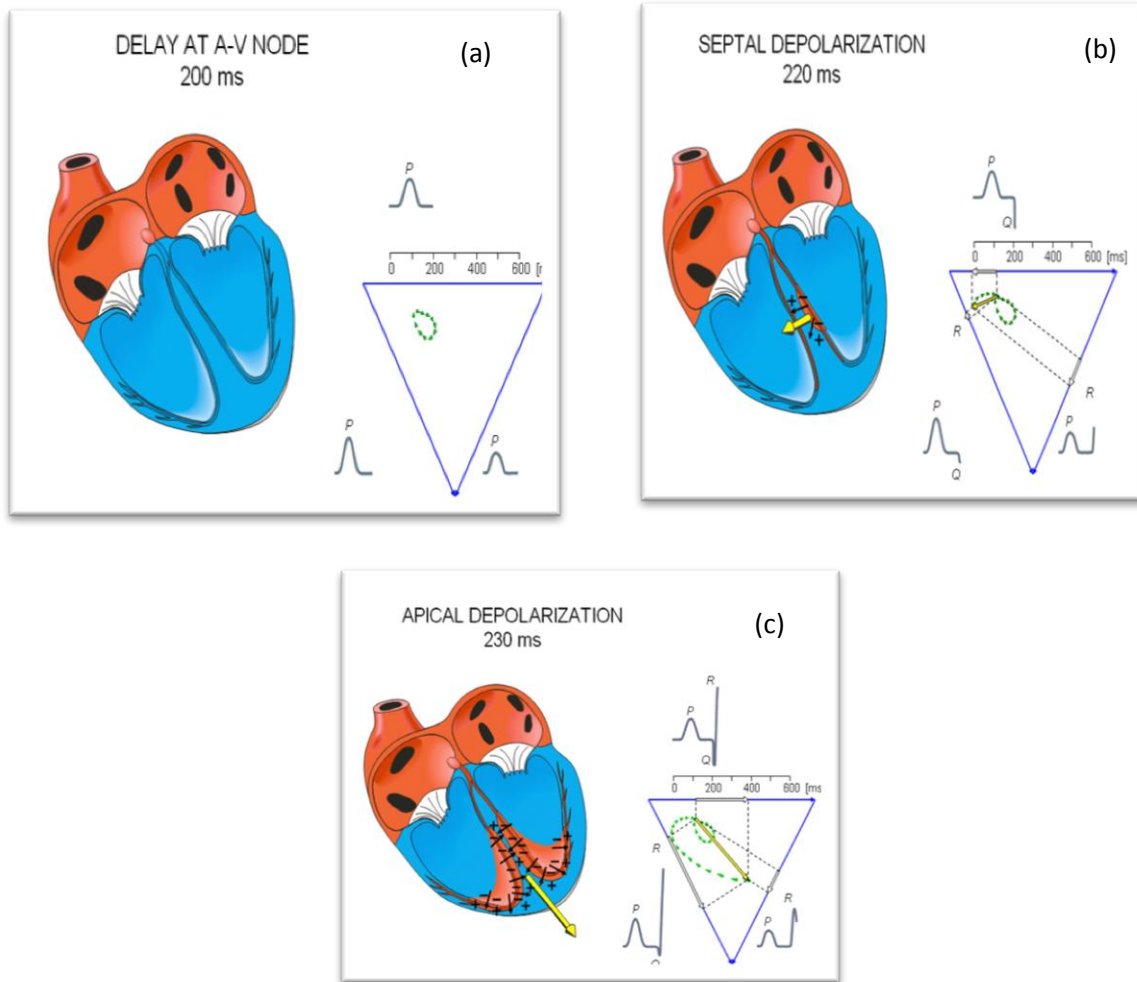 DELAY AT A-V NODE
200 ms
(a)
P
0 200 400 600 [
P
P
SEPTAL DEPOLARIZATION
220 ms
(b)
P
Q
0 200 400 600 [ms]
R
R
P
Q
P
APICAL DEPOLARIZATION
230 ms
(c)
R
P
Q
0 200 400 600 [ms
R
P
P
R